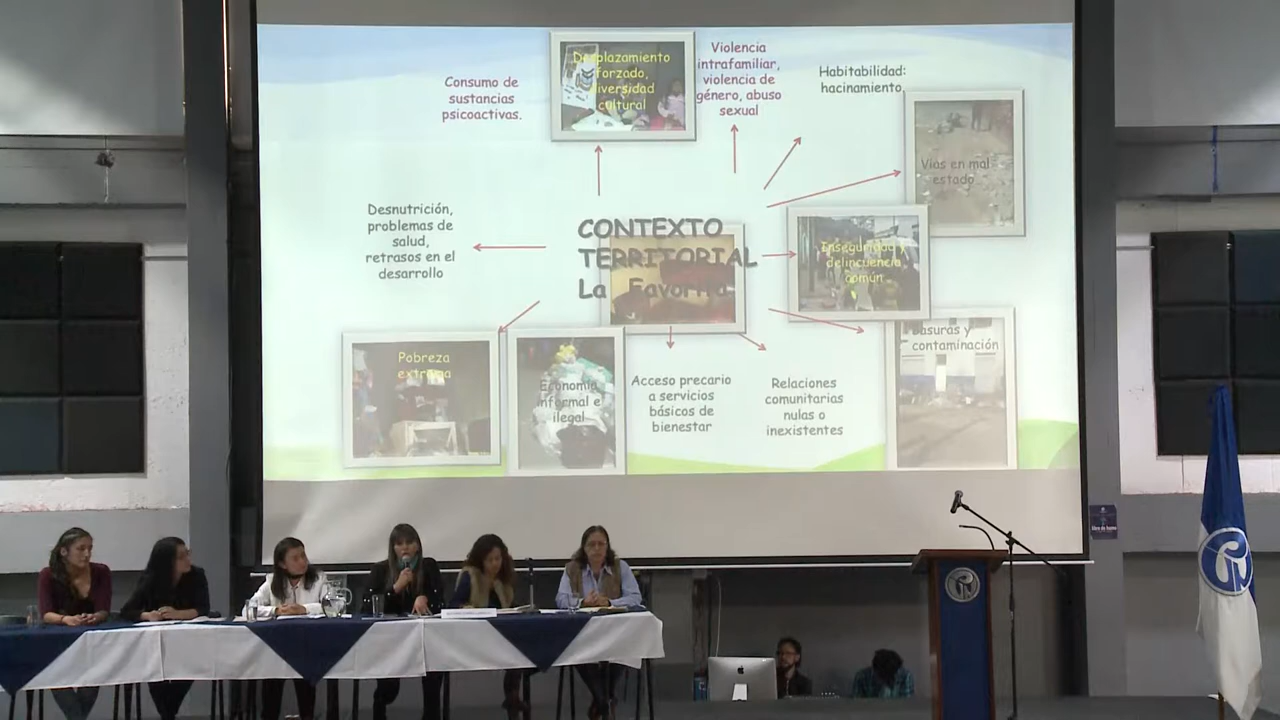 Desplazamiento
forzado,
diversidad
cultural
Violencia
intrafamiliar,
violencia de
género, abuso
sexual
Habitabilidad:
hacinamiento
Consumo de
sustancias
psicoactivas.
Vías en mal
estado
Desnutrición,
problemas de
salud,
retrasos en el
desarrollo
CONTEXTO
TERRITORIAL
La Favorita
Inseguridad y
delincuencia
común
Pobreza
extrema
Economía
informal e
ilegal
Acceso precario
a servicios
básicos de
bienestar
Relaciones
comunitarias
nulas o
inexistentes
Basuras y
contaminación